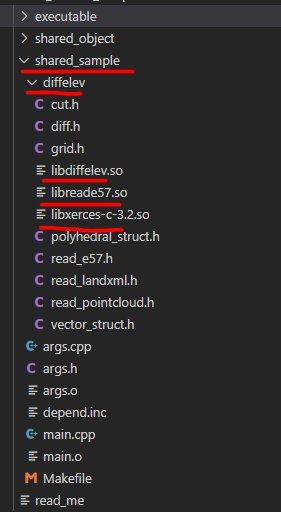 executable
shared_object
shared_sample
diffelev
cut.h
diff.h
grid.h
libdiffelev.so
libreade57.so
libxerces-c-3.2.so
polyhedral_struct.h
read_e57.h
read_landxml.h
read_pointcloud.h
vector_struct.h
args.cpp
args.h
args.o
depend.inc
main.cpp
main.o
Makefile
read_me